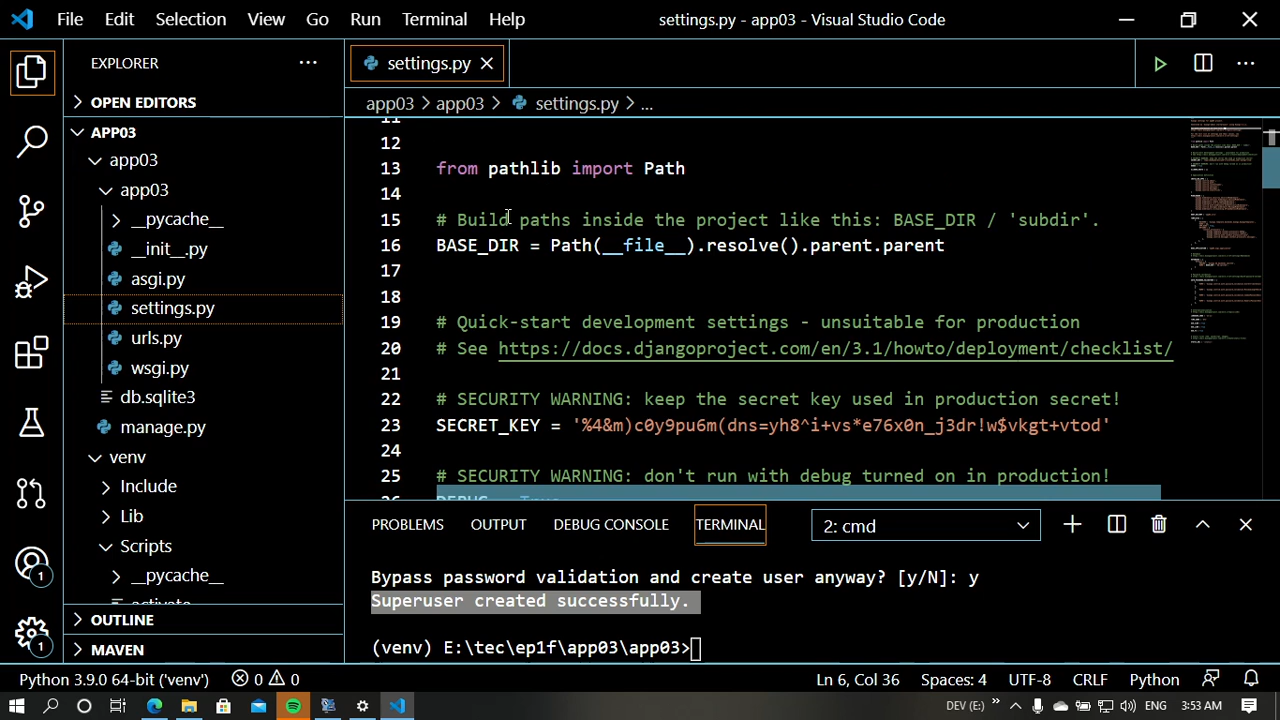 File Edit Selection View Go Run Terminal Help
settings.py - app03 - Visual Studio Code
EXPLORER
OPEN EDITORS
APP03
app03
app03
__pycache__
__init__.py
asgi.py
settings.py
urls.py
wsgi.py
db.sqlite3
manage.py
venv
Include
Lib
Scripts
__pycache__
activate
OUTLINE
MAVEN
1
1
settings.py
app03 > app03 > settings.py > ...
11
12
13 from pathlib import Path
14
15 # Build paths inside the project like this: BASE_DIR / 'subdir'.
16 BASE_DIR = Path(__file__).resolve().parent.parent
17
18
19 # Quick-start development settings - unsuitable for production
20 # See https://docs.djangoproject.com/en/3.1/howto/deployment/checklist/
21
22 # SECURITY WARNING: keep the secret key used in production secret!
23 SECRET_KEY = '%4&m)c0y9pu6m(dns=yh8^i+vs*e76x0n_j3dr!w$vkgt+vtod'
24
25 # SECURITY WARNING: don't run with debug turned on in production!
26 DEBUG = True
PROBLEMS OUTPUT DEBUG CONSOLE TERMINAL 2: cmd
Bypass password validation and create user anyway? [y/N]: y
Superuser created successfully.
(venv) E:\tec\ep1f\app03\app03>
Python 3.9.0 64-bit ('venv') 0 0 Ln 6, Col 36 Spaces: 4 UTF-8 CRLF Python
DEV (E:) ENG 3:53 AM